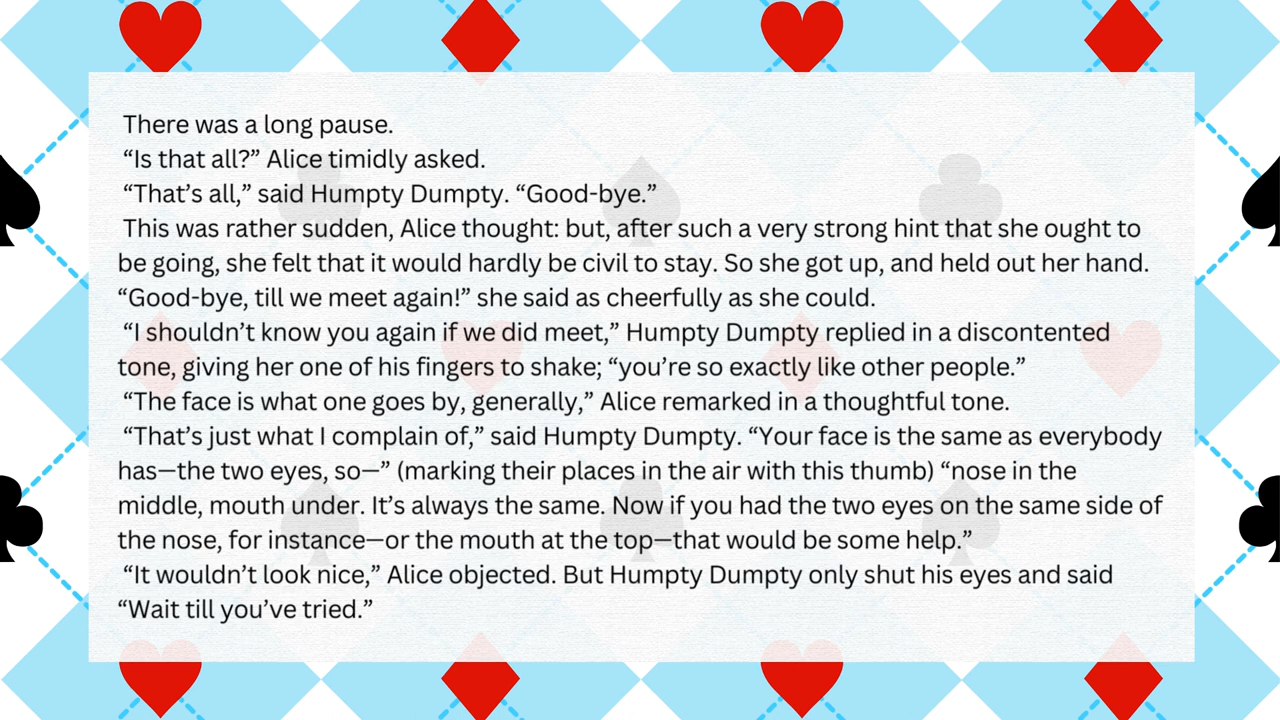 There was a long pause.
“Is that all?” Alice timidly asked.
“That’s all,” said Humpty Dumpty. “Good-bye.”
This was rather sudden, Alice thought: but, after such a very strong hint that she ought to
be going, she felt that it would hardly be civil to stay. So she got up, and held out her hand.
“Good-bye, till we meet again!” she said as cheerfully as she could.
“I shouldn’t know you again if we did meet,” Humpty Dumpty replied in a discontented
tone, giving her one of his fingers to shake; “you’re so exactly like other people.”
“The face is what one goes by, generally,” Alice remarked in a thoughtful tone.
“That’s just what I complain of,” said Humpty Dumpty. “Your face is the same as everybody
has—the two eyes, so—” (marking their places in the air with this thumb) “nose in the
middle, mouth under. It’s always the same. Now if you had the two eyes on the same side of
the nose, for instance—or the mouth at the top—that would be some help.”
“It wouldn’t look nice,” Alice objected. But Humpty Dumpty only shut his eyes and said
“Wait till you’ve tried.”